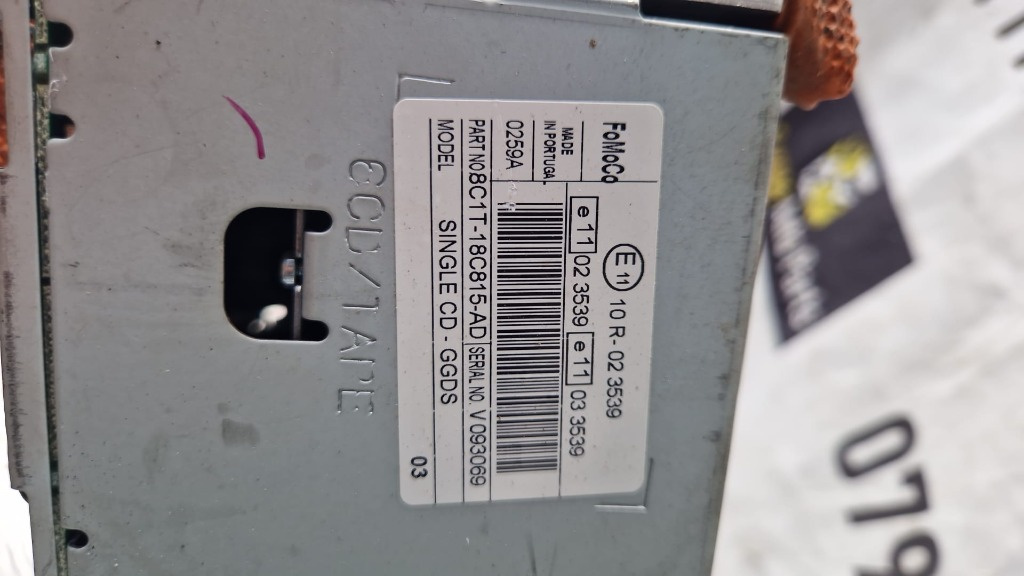 FoMoCo
MADE
IN PORTUGAL
0259A
E 11 10 R- 02 3539
e 11 02 3539 e 11 03 3539
PART NO 8C1T-18C815-AD SERIAL NO. V 093069
MODEL SINGLE CD - GGDS
03
6CD/TAPE
Parts
079